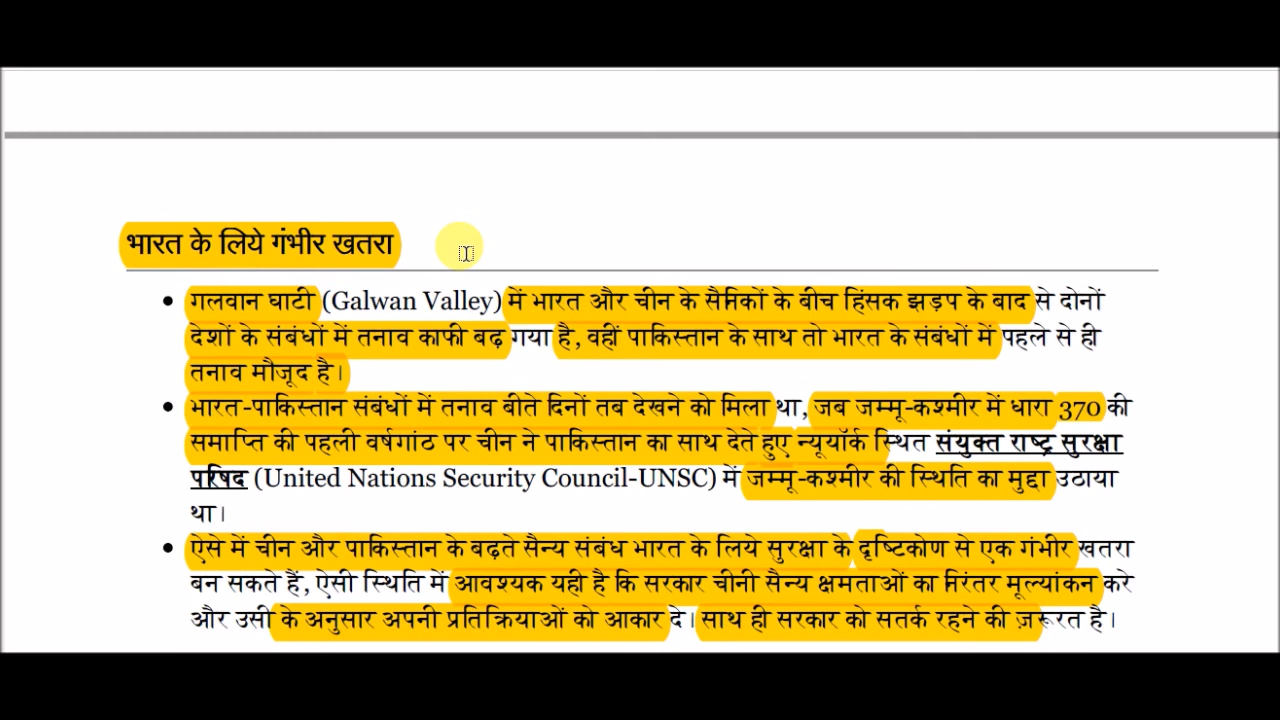 भारत के लिये गंभीर खतरा
गलवान घाटी (Galwan Valley) में भारत और चीन के सैनिकों के बीच हिंसक झड़प के बाद से दोनों
देशों के संबंधों में तनाव काफी बढ़ गया है, वहीं पाकिस्तान के साथ तो भारत के संबंधों में पहले से ही
तनाव मौजूद है।
भारत-पाकिस्तान संबंधों में तनाव बीते दिनों तब देखने को मिला था, जब जम्मू-कश्मीर में धारा 370 की
समाप्ति की पहली वर्षगांठ पर चीन ने पाकिस्तान का साथ देते हुए न्यूयॉर्क स्थित संयुक्त राष्ट्र सुरक्षा
परिषद (United Nations Security Council-UNSC) में जम्मू-कश्मीर की स्थिति का मुद्दा उठाया
था।
ऐसे में चीन और पाकिस्तान के बढ़ते सैन्य संबंध भारत के लिये सुरक्षा के दृष्टिकोण से एक गंभीर खतरा
बन सकते हैं, ऐसी स्थिति में आवश्यक यही है कि सरकार चीनी सैन्य क्षमताओं का निरंतर मूल्यांकन करे
और उसी के अनुसार अपनी प्रतिक्रियाओं को आकार दे। साथ ही सरकार को सतर्क रहने की ज़रूरत है।